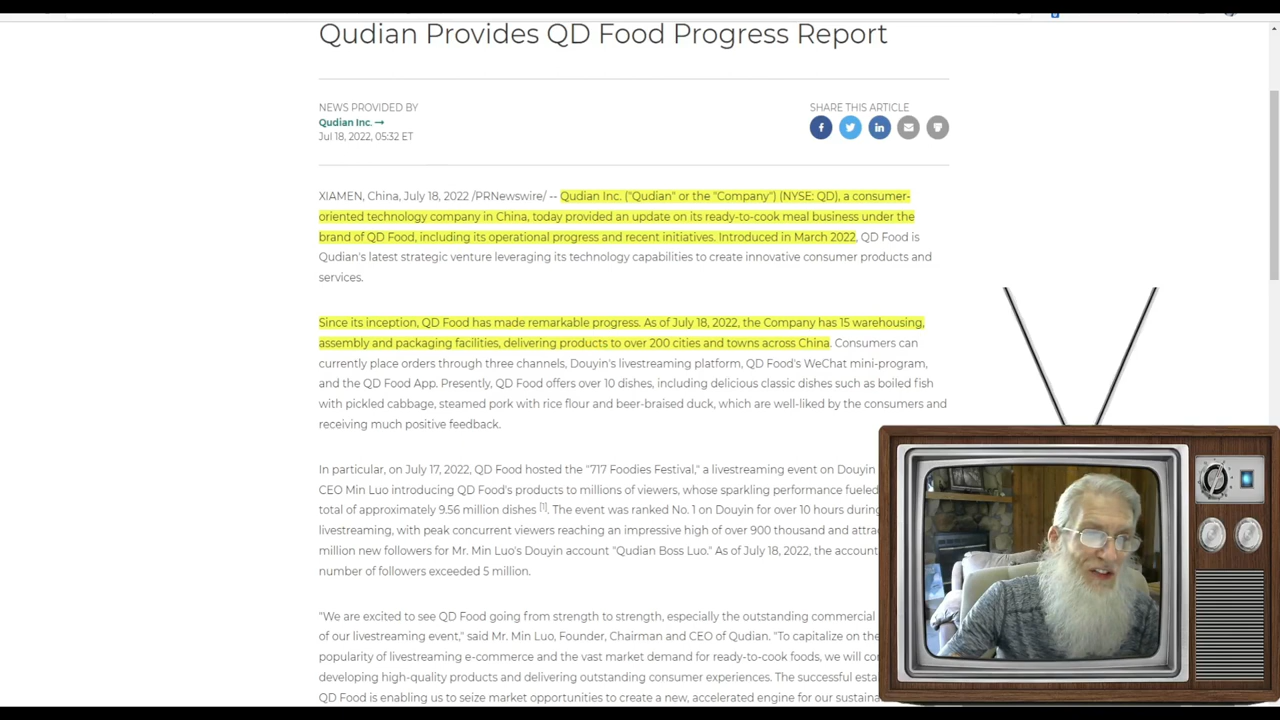 Qudian Provides QD Food Progress Report
NEWS PROVIDED BY
Qudian Inc. →
Jul 18, 2022, 05:32 ET
SHARE THIS ARTICLE
XIAMEN, China, July 18, 2022 /PRNewswire/ -- Qudian Inc. ("Qudian" or the "Company") (NYSE: QD), a consumer-
oriented technology company in China, today provided an update on its ready-to-cook meal business under the
brand of QD Food, including its operational progress and recent initiatives. Introduced in March 2022, QD Food is
Qudian's latest strategic venture leveraging its technology capabilities to create innovative consumer products and
services.
Since its inception, QD Food has made remarkable progress. As of July 18, 2022, the Company has 15 warehousing,
assembly and packaging facilities, delivering products to over 200 cities and towns across China. Consumers can
currently place orders through three channels, Douyin's livestreaming platform, QD Food's WeChat mini-program,
and the QD Food App. Presently, QD Food offers over 10 dishes, including delicious classic dishes such as boiled fish
with pickled cabbage, steamed pork with rice flour and beer-braised duck, which are well-liked by the consumers and
receiving much positive feedback.
In particular, on July 17, 2022, QD Food hosted the "717 Foodies Festival," a livestreaming event on Douyin
CEO Min Luo introducing QD Food's products to millions of viewers, whose sparkling performance fueled
total of approximately 9.56 million dishes [1]. The event was ranked No. 1 on Douyin for over 10 hours during
livestreaming, with peak concurrent viewers reaching an impressive high of over 900 thousand and
million new followers for Mr. Min Luo's Douyin account "Qudian Boss Luo." As of July 18, 2022, the account
number of followers exceeded 5 million.
"We are excited to see QD Food going from strength to strength, especially the outstanding commercial
of our livestreaming event," said Mr. Min Luo, Founder, Chairman and CEO of Qudian. "To capitalize on the
popularity of livestreaming e-commerce and the vast market demand for ready-to-cook foods, we will
developing high-quality products and delivering outstanding consumer experiences. The successful
QD Food is enabling us to seize market opportunities to create a new, accelerated engine for our